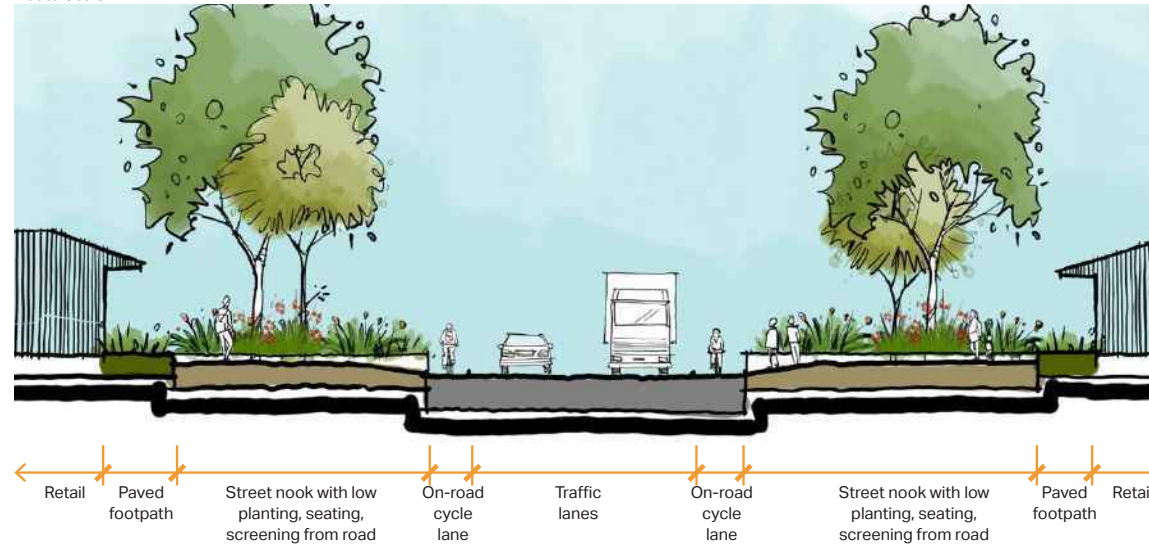 Retail
Paved
footpath
Street nook with low
planting, seating,
screening from road
On-road
cycle
lane
Traffic
lanes
On-road
cycle
lane
Street nook with low
planting, seating,
screening from road
Paved
footpath
Retai